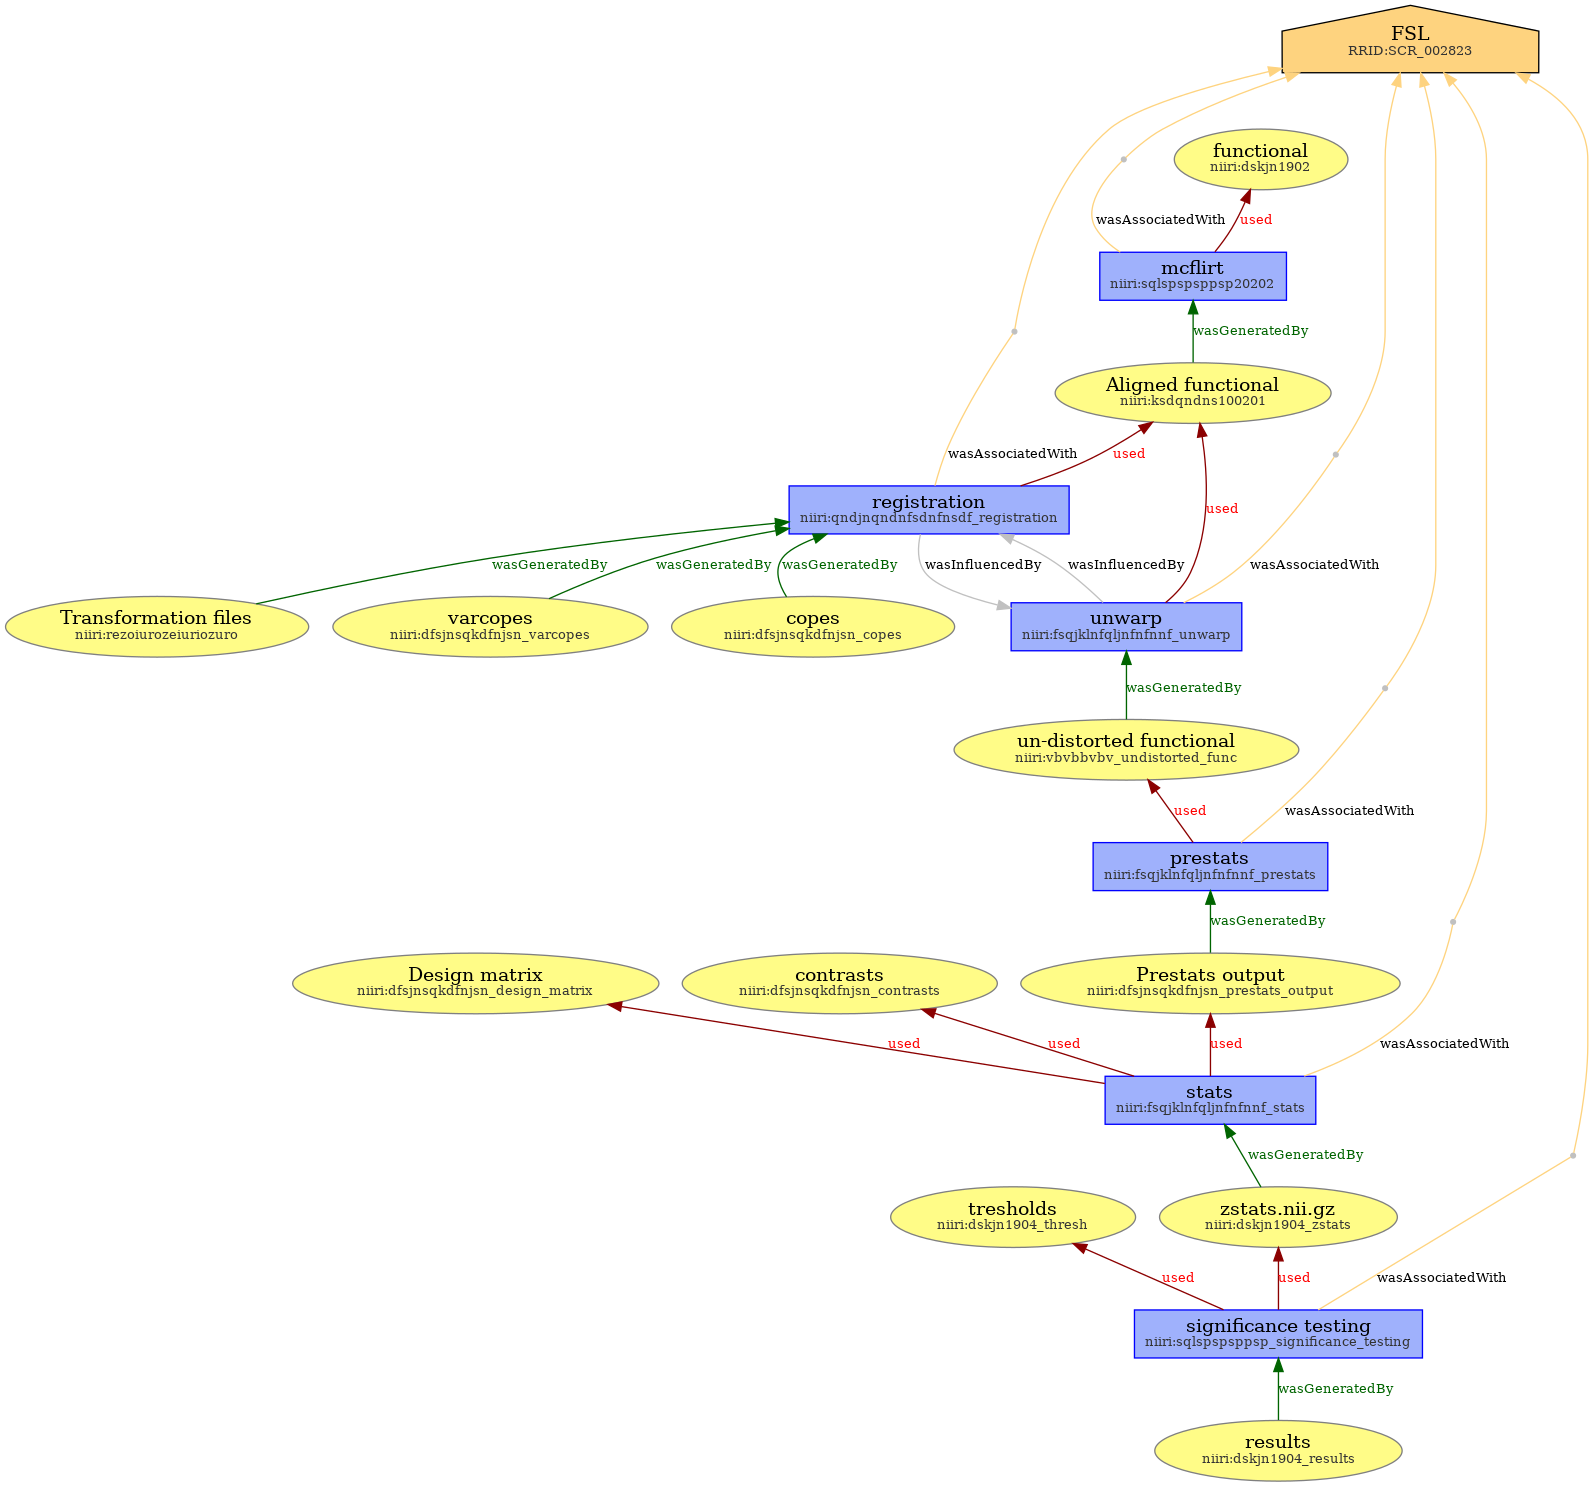 FSL
RRID:SCR_002823
functional
niiri:dskjn1902
wasAssociatedWith
used
mcflirt
niiri:sqlspspsppsp20202
wasGeneratedBy
Aligned functional
niiri:ksdqndns100201
wasAssociatedWith
used
registration
niiri:qndjnqndnfsdnfnsdf_registration
used
wasGeneratedBy
wasGeneratedBy
wasGeneratedBy
wasInfluencedBy
wasInfluencedBy
wasAssociatedWith
Transformation files
niiri:rezoiurozeiuriozuro
varcopes
niiri:dfsjnsqkdfnjsn_varcopes
copes
niiri:dfsjnsqkdfnjsn_copes
unwarp
niiri:fsqjklnfqljnfnfnnf_unwarp
wasGeneratedBy
un-distorted functional
niiri:vbvbbvbv_undistorted_func
used
wasAssociatedWith
prestats
niiri:fsqjklnfqljnfnfnnf_prestats
wasGeneratedBy
Design matrix
niiri:dfsjnsqkdfnjsn_design_matrix
contrasts
niiri:dfsjnsqkdfnjsn_contrasts
Prestats output
niiri:dfsjnsqkdfnjsn_prestats_output
used
used
used
wasAssociatedWith
stats
niiri:fsqjklnfqljnfnfnnf_stats
wasGeneratedBy
tresholds
niiri:dskjn1904_thresh
zstats.nii.gz
niiri:dskjn1904_zstats
used
used
wasAssociatedWith
significance testing
niiri:sqlspspsppsp_significance_testing
wasGeneratedBy
results
niiri:dskjn1904_results